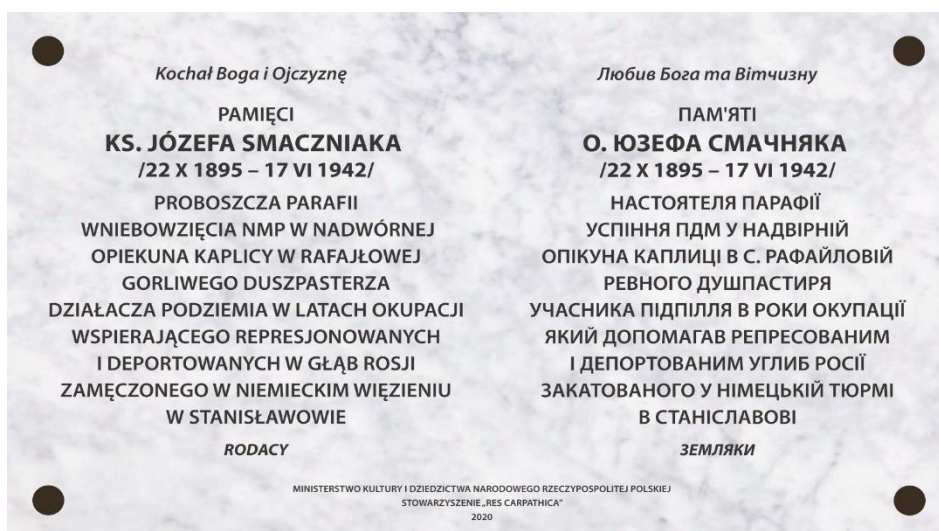 Kochał Boga i Ojczyznę
PAMIĘCI
KS. JÓZEFA SMACZNIAKA
/22 X 1895 – 17 VI 1942/
PROBOSZCZA PARAFII
WNIEBOWZIĘCIA NMP W NADWÓRNEJ
OPIEKUNA KAPLICY W RAFAJŁOWEJ
GORLIWEGO DUSZPASTERZA
DZIAŁACZA PODZIEMIA W LATACH OKUPACJI
WSPIERAJĄCEGO REPRESJONOWANYCH
I DEPORTOWANYCH W GŁĄB ROSJI
ZAMĘCZONEGO W NIEMIECKIM WIĘZIENIU
W STANISŁAWOWIE
RODACY
Любив Бога та Вітчизну
ПАМ'ЯТІ
О. ЮЗЕФА СМАЧНЯКА
/22 X 1895 – 17 VI 1942/
НАСТОЯТЕЛЯ ПАРАФІЇ
УСПІННЯ ПДМ У НАДВІРНІЙ
ОПІКУНА КАПЛИЦІ В С. РАФАЙЛОВІЙ
РЕВНОГО ДУШПАСТИРЯ
УЧАСНИКА ПІДПІЛЛЯ В РОКИ ОКУПАЦІЇ
ЯКИЙ ДОПОМАГАВ РЕПРЕСОВАНИМ
І ДЕПОРТОВАНИМ УГЛИБ РОСІЇ
ЗАКАТОВАНОГО У НІМЕЦЬКІЙ ТЮРМІ
В СТАНІСЛАВОВІ
ЗЕМЛЯКИ
MINISTERSTWO KULTURY I DZIEDZICTWA NARODOWEGO RZECZYPOSPOLITEJ POLSKIEJ
STOWARZYSZENIE „RES CARPATHICA"
2020